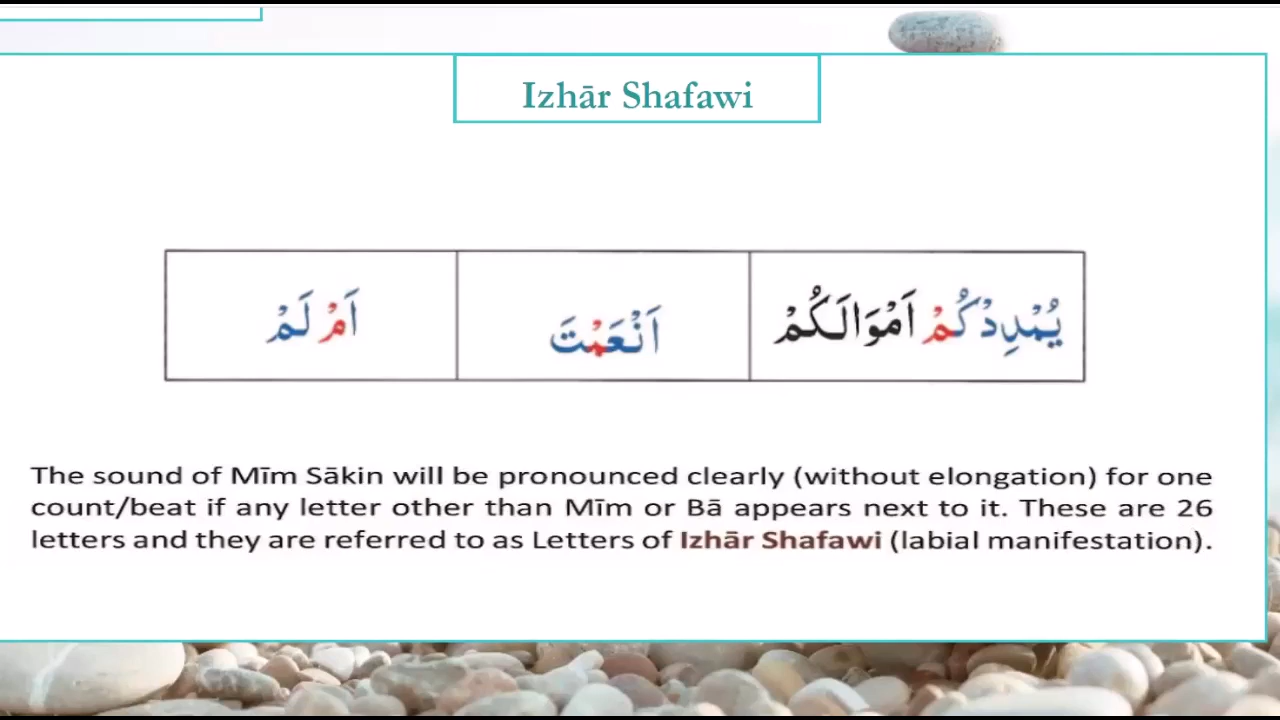 Izhār Shafawi
يُمْدِدْكُمْ اَمْوَالَكُمْ
اَنْعَمْتَ
اَمْ لَمْ
The sound of Mīm Sākin will be pronounced clearly (without elongation) for one
count/beat if any letter other than Mīm or Bā appears next to it. These are 26
letters and they are referred to as Letters of Izhār Shafawi (labial manifestation).